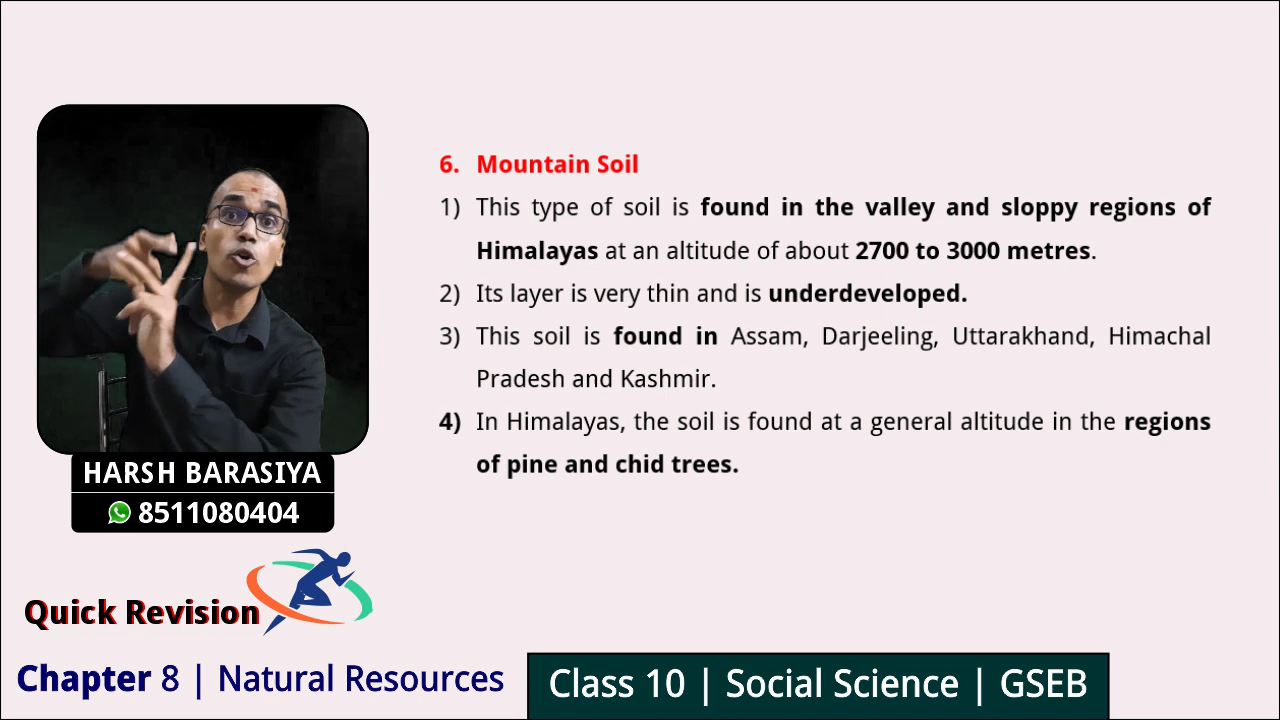 6. Mountain Soil
1) This type of soil is found in the valley and sloppy regions of
Himalayas at an altitude of about 2700 to 3000 metres.
2) Its layer is very thin and is underdeveloped.
3) This soil is found in Assam, Darjeeling, Uttarakhand, Himachal
Pradesh and Kashmir.
4) In Himalayas, the soil is found at a general altitude in the regions
of pine and chid trees.
HARSH BARASIYA
8511080404
Quick Revision
Chapter 8 | Natural Resources
Class 10 | Social Science | GSEB